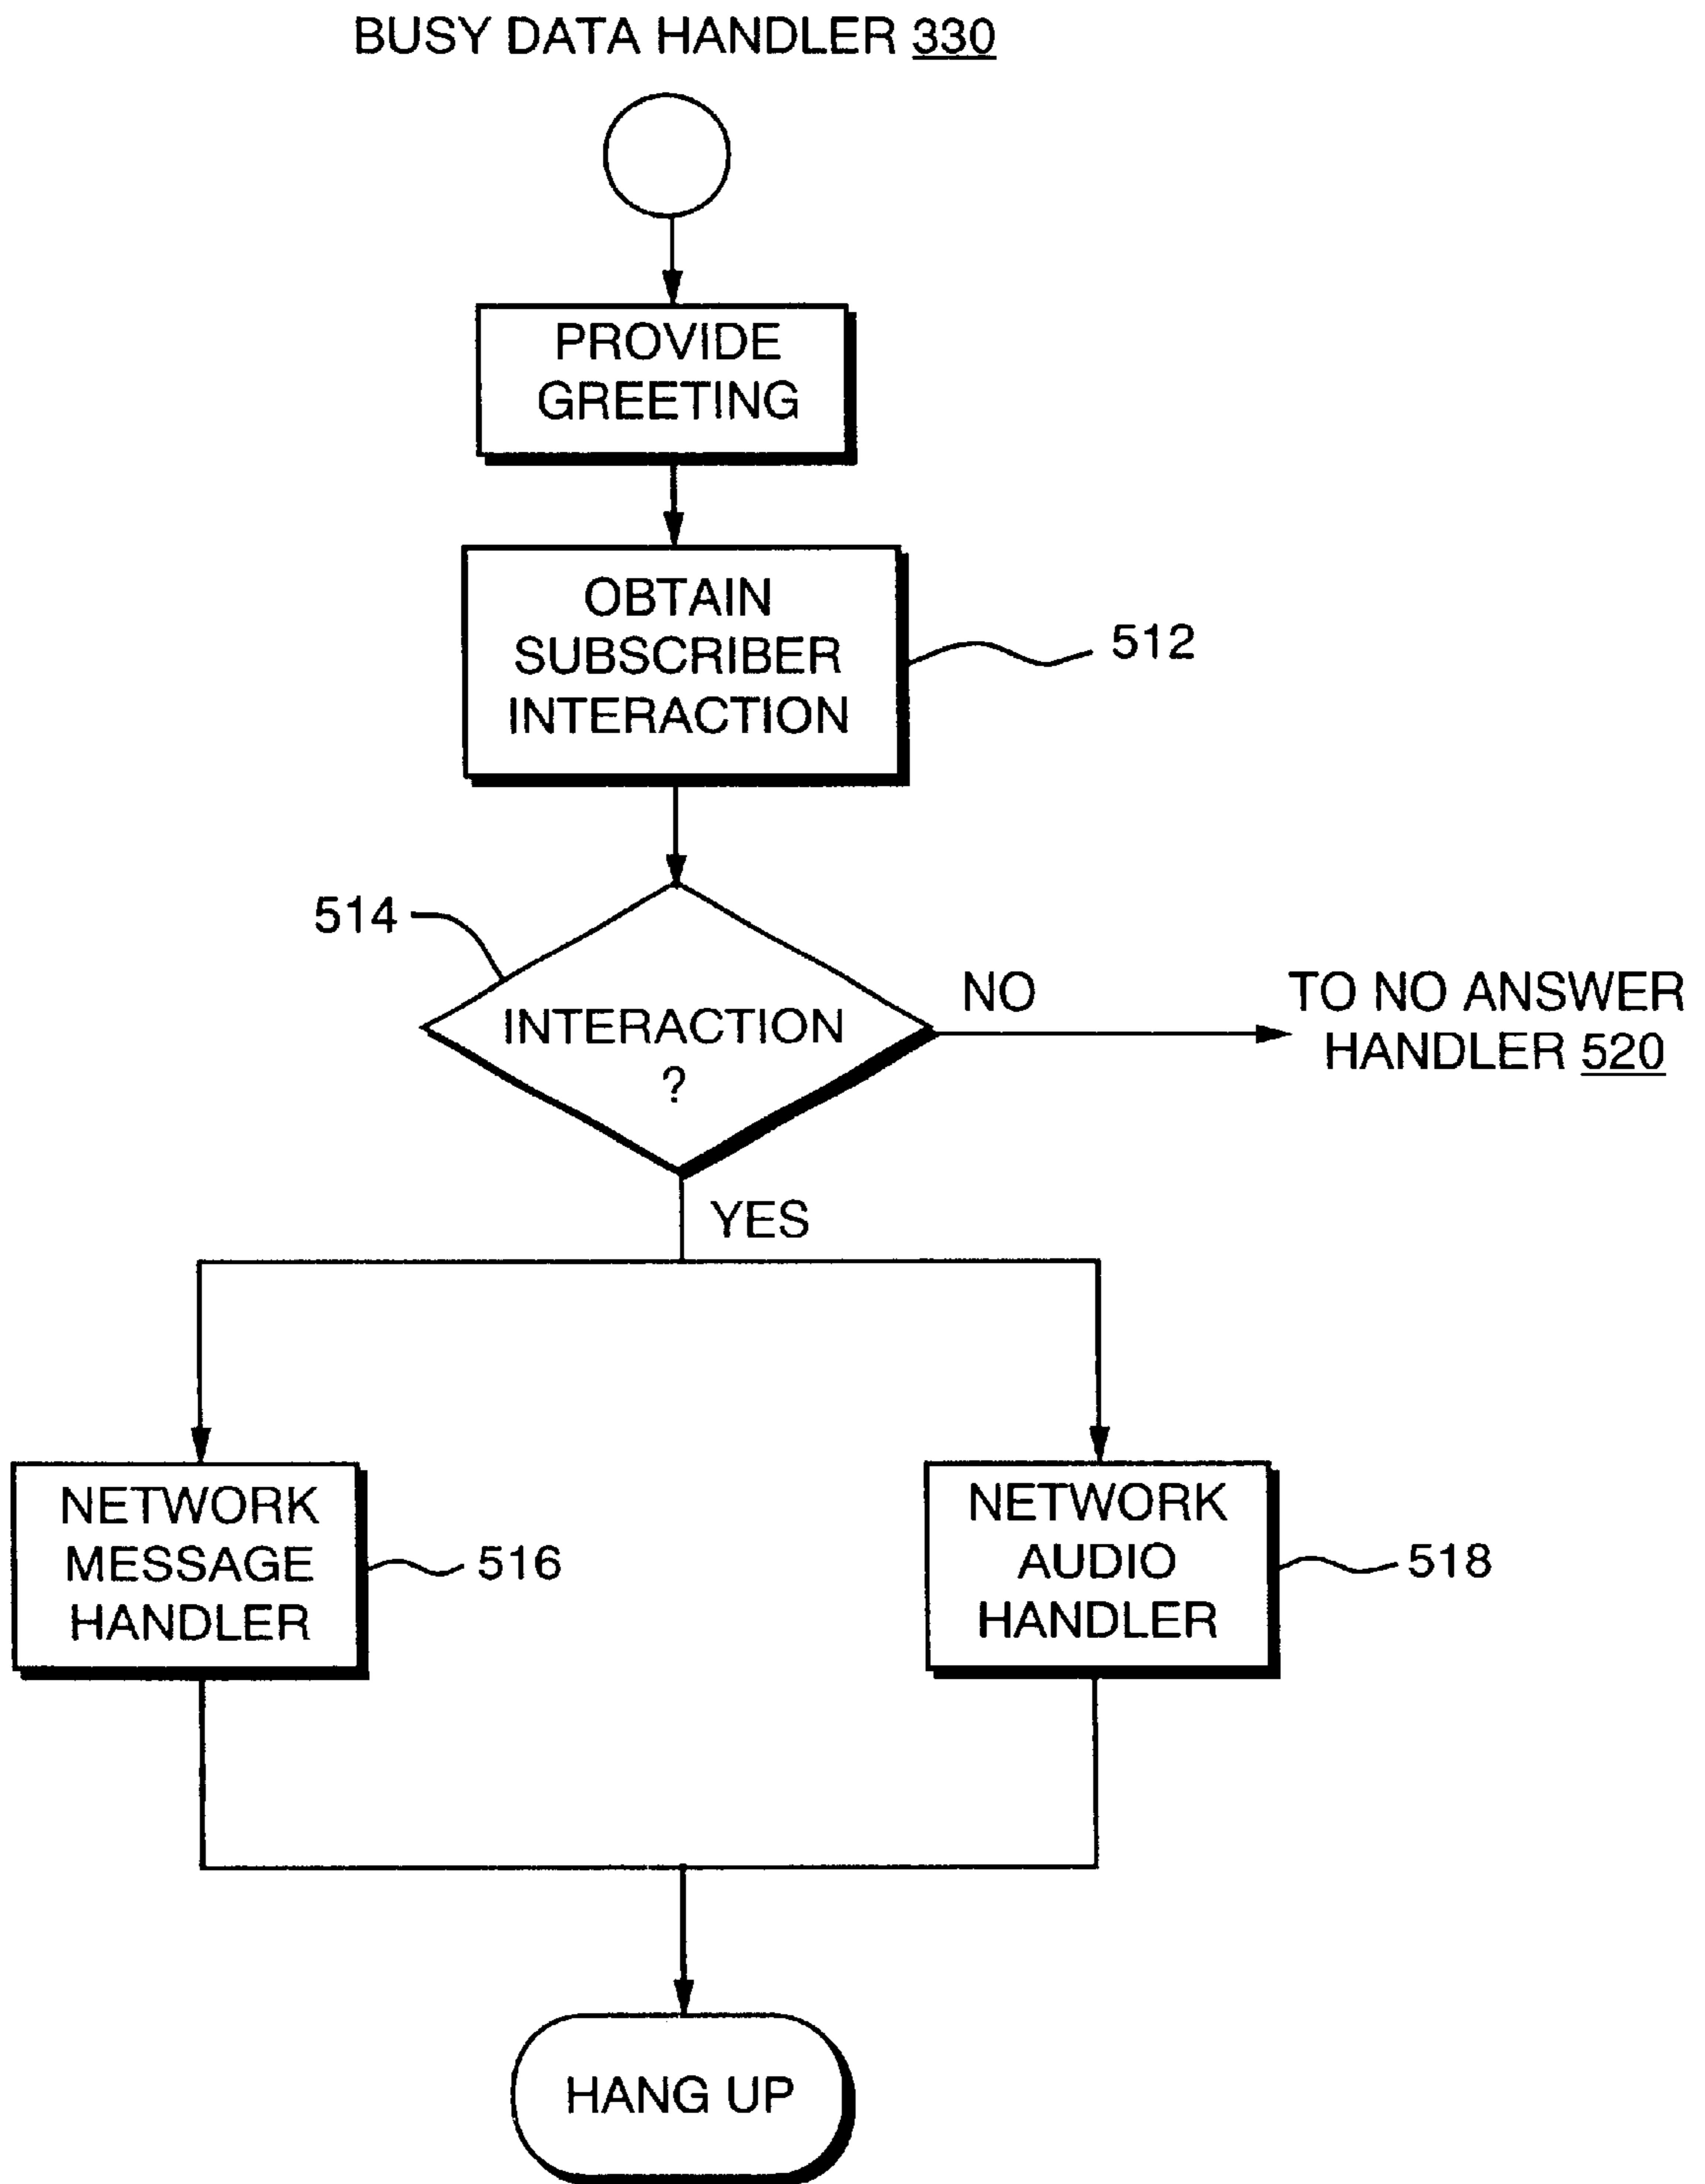 BUSY DATA HANDLER 330
PROVIDE
GREETING
OBTAIN
SUBSCRIBER
INTERACTION
512
514
INTERACTION
?
NO
TO NO ANSWER
HANDLER 520
YES
NETWORK
MESSAGE
HANDLER
516
NETWORK
AUDIO
HANDLER
518
HANG UP